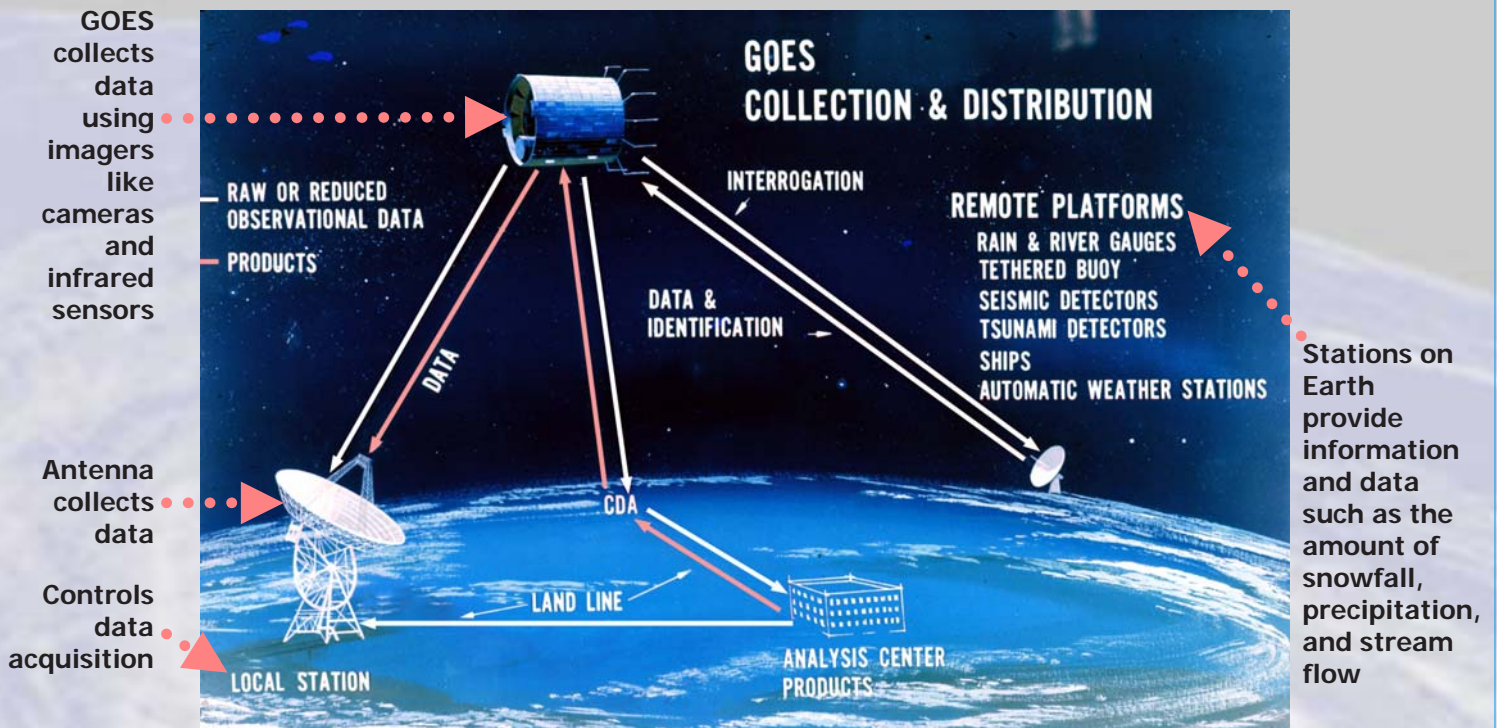 GOES
collects
data
using
imagers
like
cameras
and
infrared
sensors
Antenna
collects
data
Controls
data
acquisition
GOES
COLLECTION & DISTRIBUTION
RAW OR REDUCED
OBSERVATIONAL DATA
PRODUCTS
INTERROGATION
REMOTE PLATFORMS
RAIN & RIVER GAUGES
TETHERED BUOY
SEISMIC DETECTORS
TSUNAMI DETECTORS
SHIPS
AUTOMATIC WEATHER STATIONS
DATA &
IDENTIFICATION
DATA
CDA
LAND LINE
ANALYSIS CENTER
PRODUCTS
LOCAL STATION
Stations on
Earth
provide
information
and data
such as the
amount of
snowfall,
precipitation,
and stream
flow